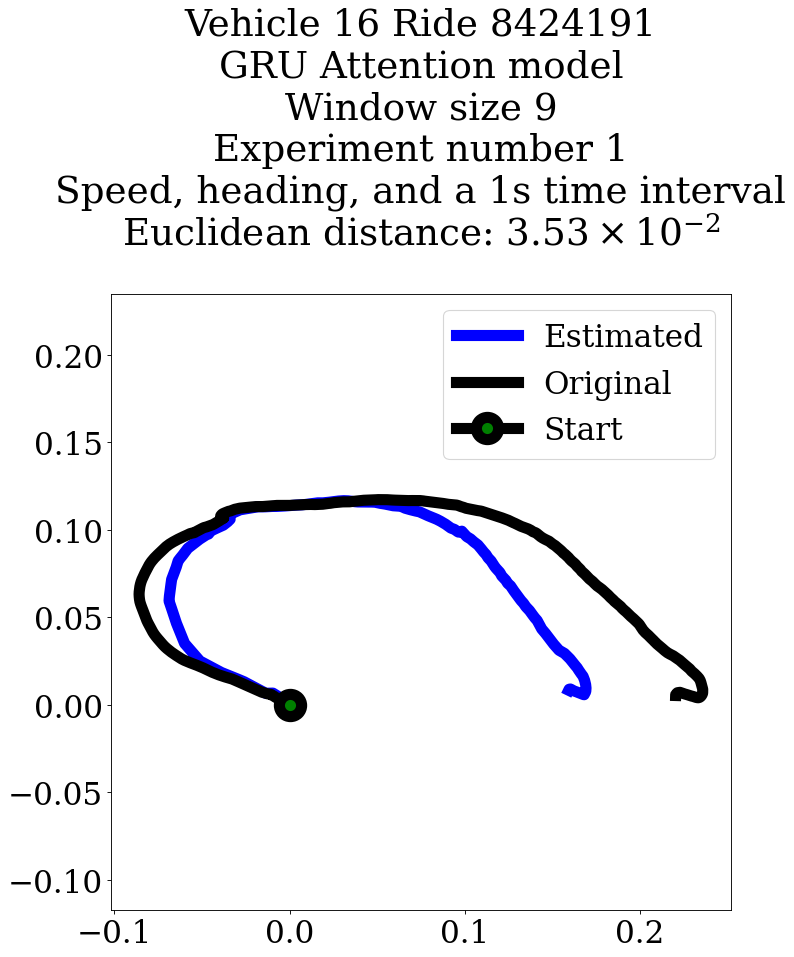 Vehicle 16 Ride 8424191
GRU Attention model
Window size 9
Experiment number 1
Speed, heading, and a 1s time interval
Euclidean distance: 3.53 × 10⁻²
Estimated
Original
Start
0.20
0.15
0.10
0.05
0.00
−0.05
−0.10
−0.1 0.0 0.1 0.2